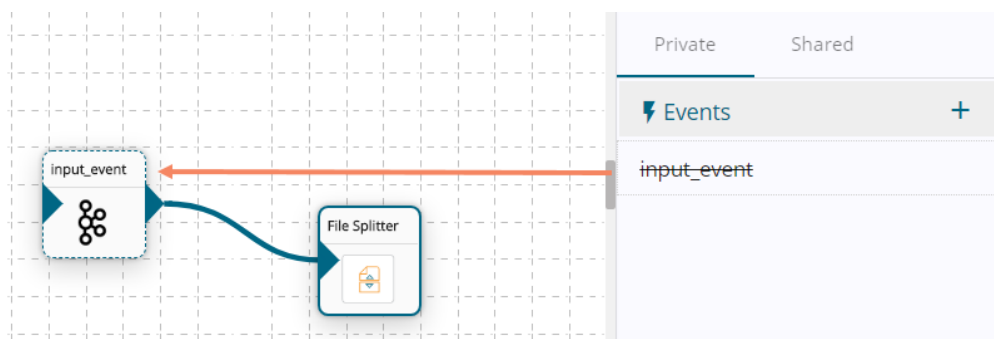 Private Shared
Events +
input_event
input_event
File Splitter